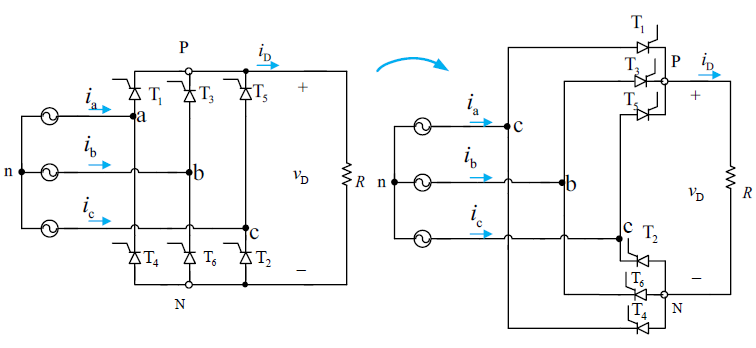 P
i_D
T_1
T_3
T_5
+
i_a
a
i_b
n
b
v_D
R
i_c
c
T_4
T_6
T_2
−
N
T_1
T_3
P
i_D
T_5
+
i_a
c
i_b
n
b
v_D
R
i_c
c
T_2
T_6
−
T_4
N